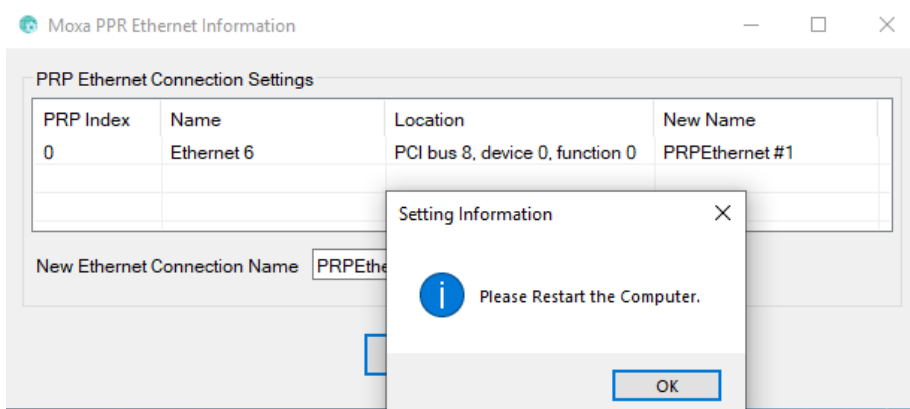 Moxa PPR Ethernet Information
PRP Ethernet Connection Settings
PRP Index Name Location New Name
0 Ethernet 6 PCI bus 8, device 0, function 0 PRPEthernet #1
Setting Information
New Ethernet Connection Name PRPEthe
Please Restart the Computer.
OK